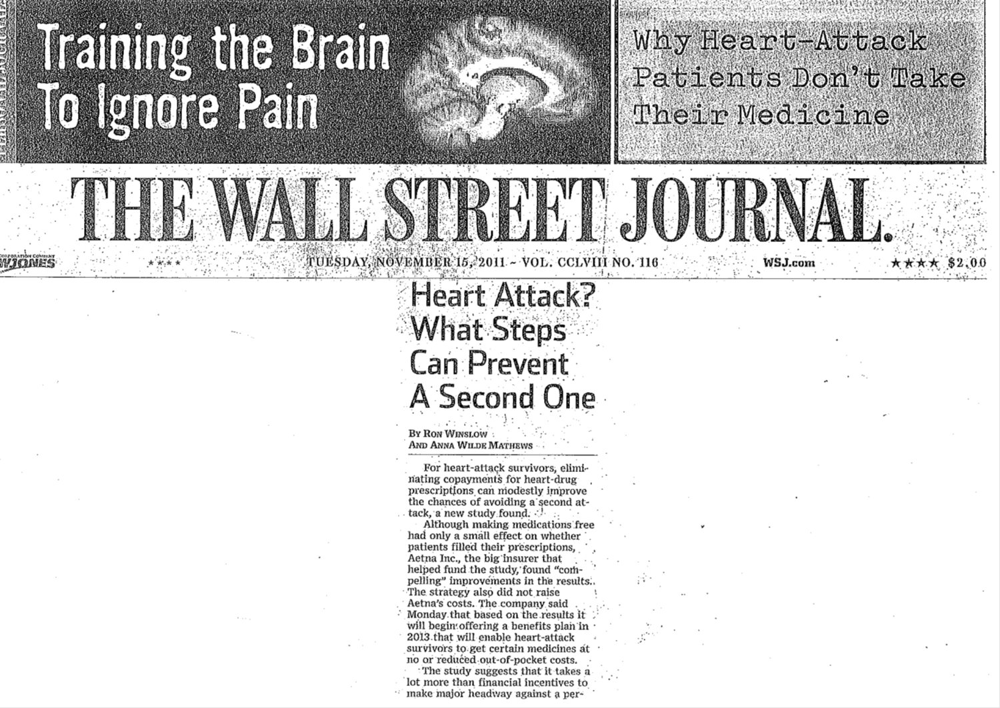 Training the Brain
To Ignore Pain
Why Heart-Attack
Patients Don't Take
Their Medicine
THE WALL STREET JOURNAL.
CORPORATION COMPANY
WJONES
★★★★
TUESDAY, NOVEMBER 15, 2011 ~ VOL. CCLVIII NO. 116
WSJ.com
★★★★ $2.00
Heart Attack?
What Steps
Can Prevent
A Second One
BY RON WINSLOW
AND ANNA WILDE MATHEWS
For heart-attack survivors, elimi-
nating copayments for heart-drug
prescriptions can modestly improve
the chances of avoiding a second at-
tack, a new study found.
Although making medications free
had only a small effect on whether
patients filled their prescriptions,
Aetna Inc., the big insurer that
helped fund the study, found “com-
pelling” improvements in the results.
The strategy also did not raise
Aetna's costs. The company said
Monday that based on the results it
will begin offering a benefits plan in
2013 that will enable heart-attack
survivors to get certain medicines at
no or reduced out-of-pocket costs.
The study suggests that it takes a
lot more than financial incentives to
make major headway against a per-